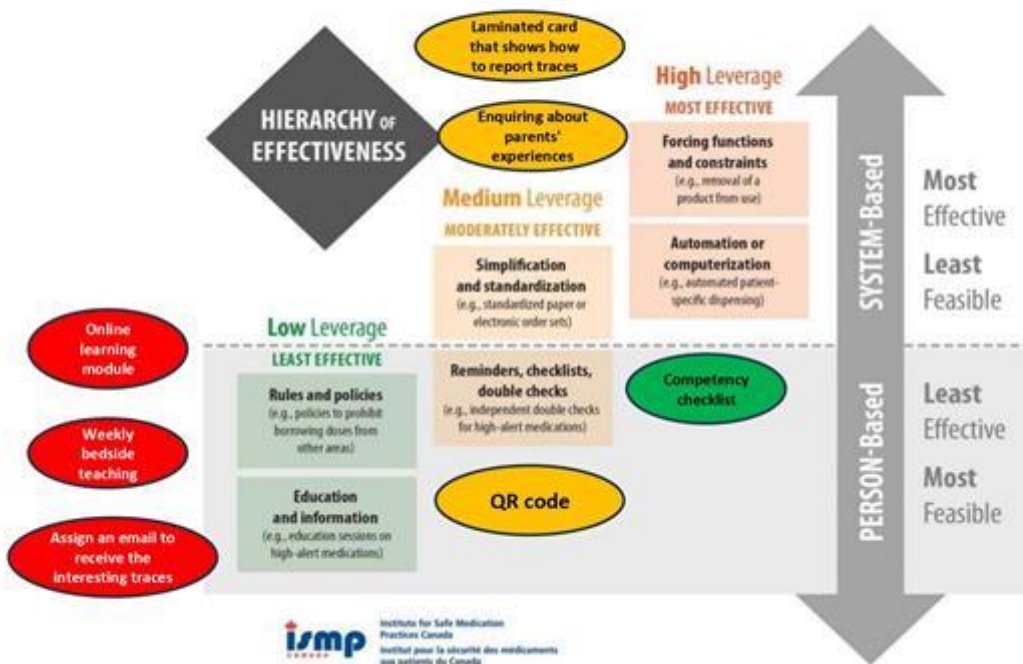 Laminated card
that shows how
to report traces
Enquiring about
parents'
experiences
HIERARCHY OF
EFFECTIVENESS
High Leverage
MOST EFFECTIVE
Forcing functions
and constraints
(e.g., removal of a
product from use)
Automation or
computerization
(e.g., automated patient-
specific dispensing)
Medium Leverage
MODERATELY EFFECTIVE
Simplification
and standardization
(e.g., standardized paper or
electronic order sets)
Reminders, checklists,
double checks
(e.g., independent double checks
for high-alert medications)
Low Leverage
LEAST EFFECTIVE
Rules and policies
(e.g., policies to prohibit
borrowing doses from
other areas)
Education
and information
(e.g., education sessions on
high-alert medications)
Online
learning
module
Weekly
bedside
teaching
Assign an email to
receive the
interesting traces
QR code
Competency
checklist
SYSTEM-Based
PERSON-Based
Most
Effective
Least
Feasible
Least
Effective
Most
Feasible
ismp
CANADA
Institute for Safe Medication
Practices Canada
Institut pour la sécurité des médicaments
aux patients du Canada